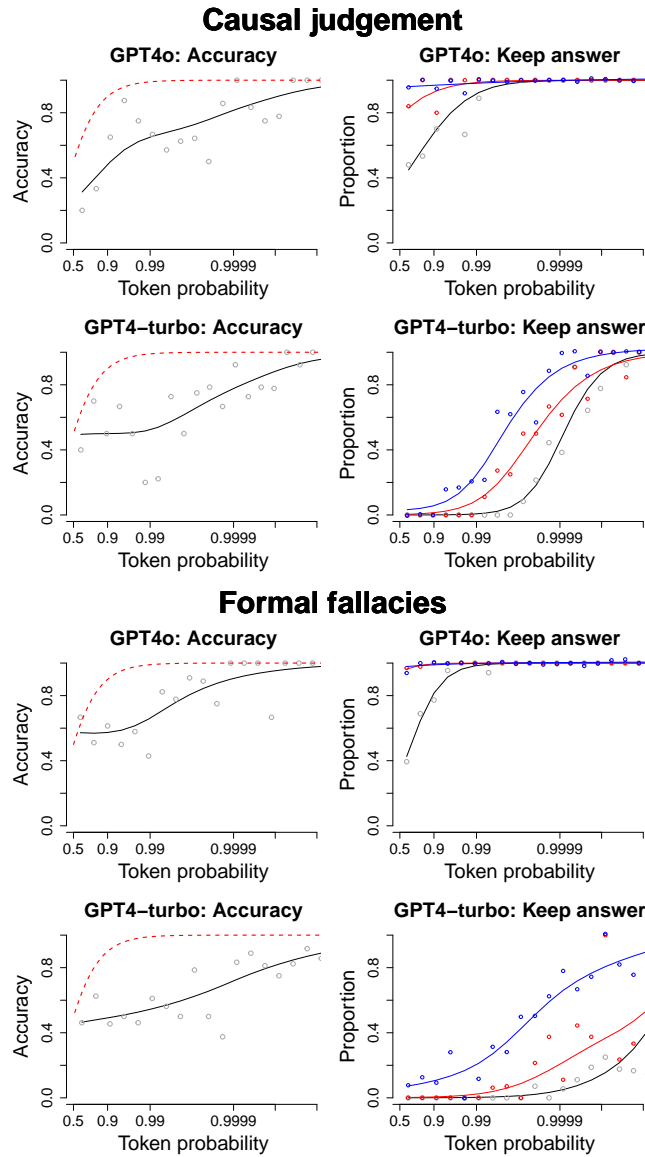 Causal judgement
GPT4o: Accuracy
GPT4o: Keep answer
Accuracy
0.0 0.4 0.8
0.5 0.9 0.99 0.9999
Token probability
Proportion
0.0 0.4 0.8
0.5 0.9 0.99 0.9999
Token probability
GPT4−turbo: Accuracy
GPT4−turbo: Keep answer
Accuracy
0.0 0.4 0.8
0.5 0.9 0.99 0.9999
Token probability
Proportion
0.0 0.4 0.8
0.5 0.9 0.99 0.9999
Token probability
Formal fallacies
GPT4o: Accuracy
GPT4o: Keep answer
Accuracy
0.0 0.4 0.8
0.5 0.9 0.99 0.9999
Token probability
Proportion
0.0 0.4 0.8
0.5 0.9 0.99 0.9999
Token probability
GPT4−turbo: Accuracy
GPT4−turbo: Keep answer
Accuracy
0.0 0.4 0.8
0.5 0.9 0.99 0.9999
Token probability
Proportion
0.0 0.4 0.8
0.5 0.9 0.99 0.9999
Token probability